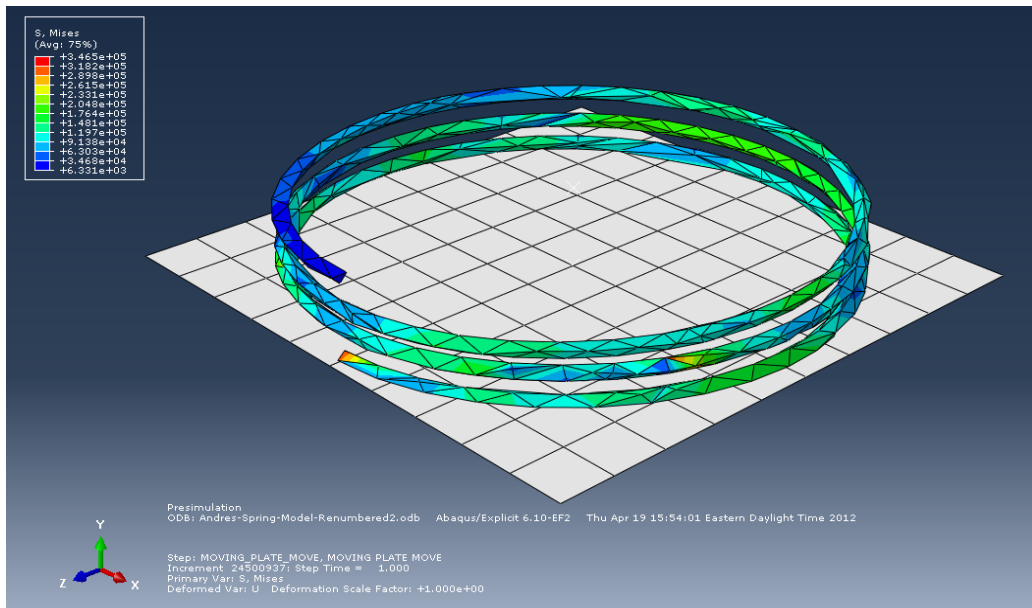 S, Mises
(Avg: 75%)
+3.465e+05
+3.182e+05
+2.898e+05
+2.615e+05
+2.331e+05
+2.048e+05
+1.764e+05
+1.481e+05
+1.197e+05
+9.138e+04
+6.303e+04
+3.468e+04
+6.331e+03
Presimulation
ODB: Andres-Spring-Model-Renumbered2.odb Abaqus/Explicit 6.10-EF2 Thu Apr 19 15:54:01 Eastern Daylight Time 2012
Y
Z
X
Step: MOVING_PLATE_MOVE, MOVING PLATE MOVE
Increment 24500937: Step Time = 1.000
Primary Var: S, Mises
Deformed Var: U Deformation Scale Factor: +1.000e+00